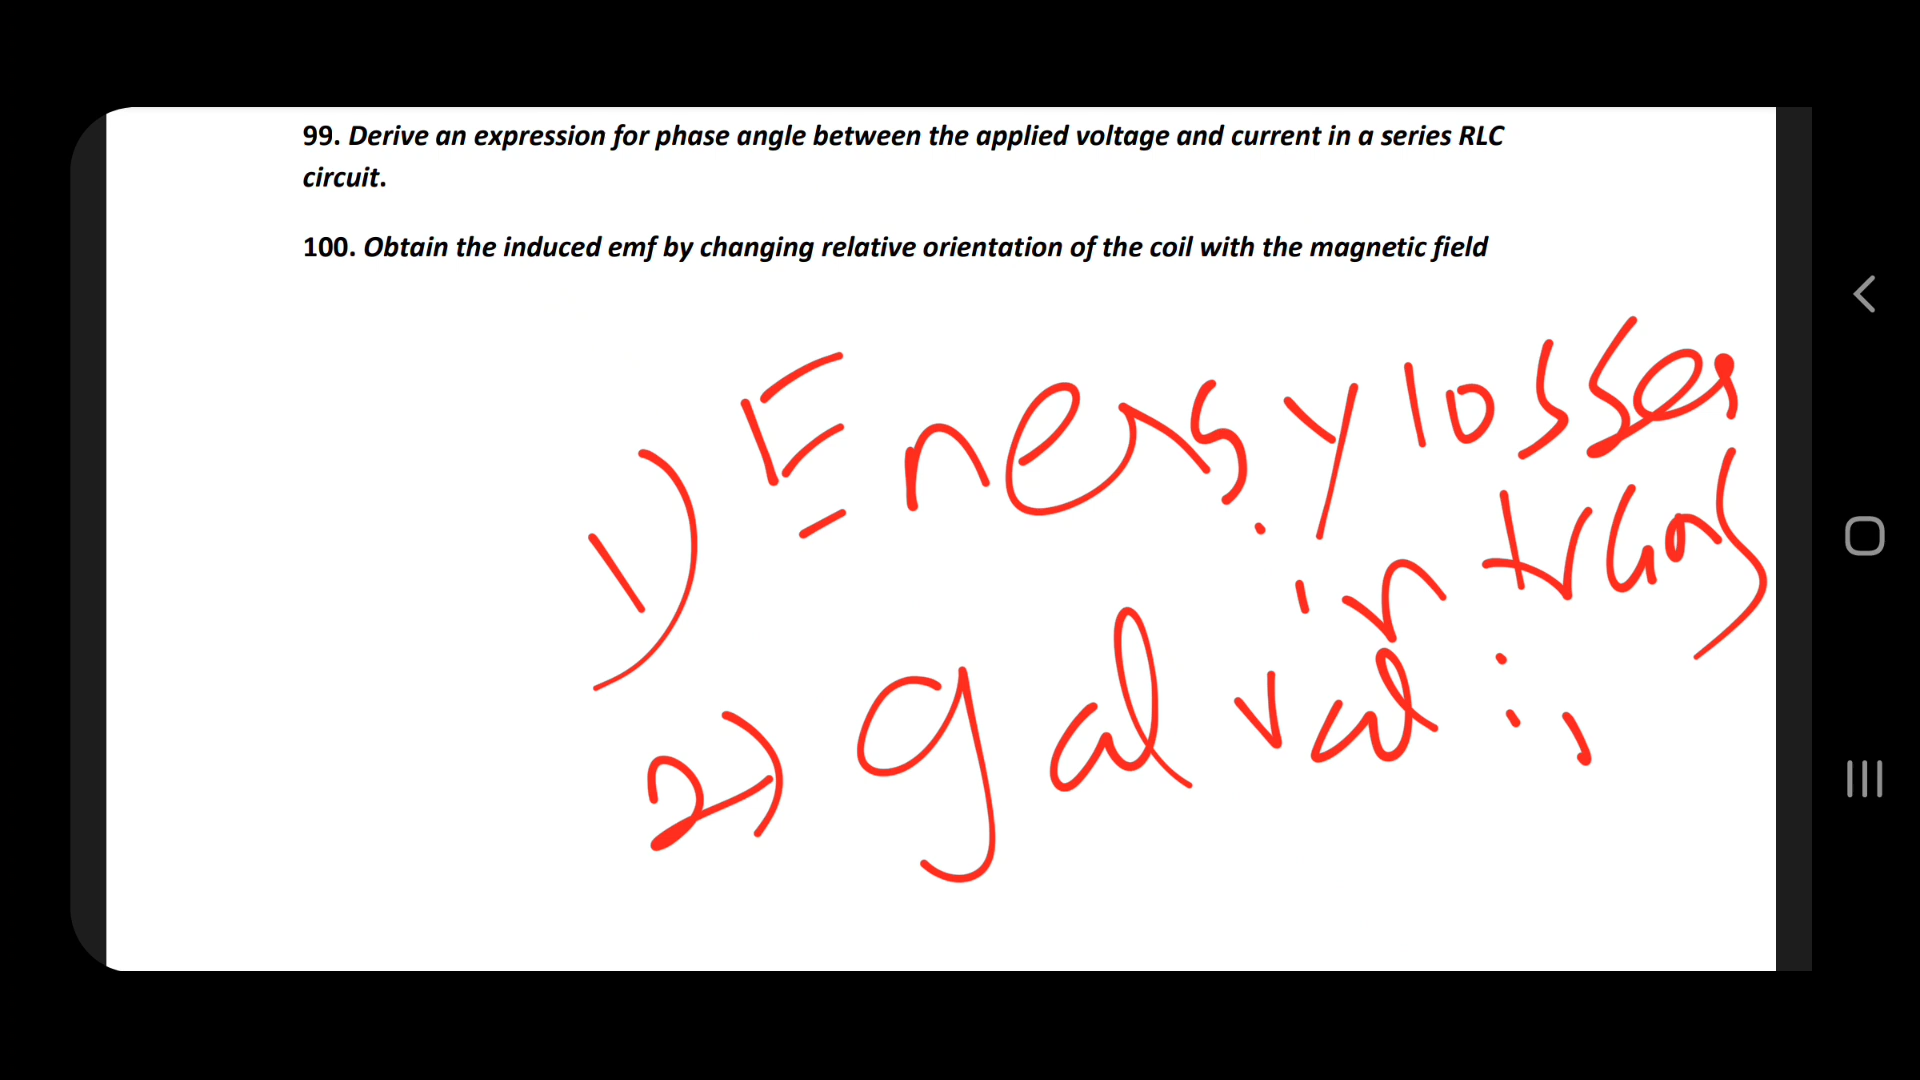 99. Derive an expression for phase angle between the applied voltage and current in a series RLC
circuit.
100. Obtain the induced emf by changing relative orientation of the coil with the magnetic field
1) Energy losses
in trans
2) gal val